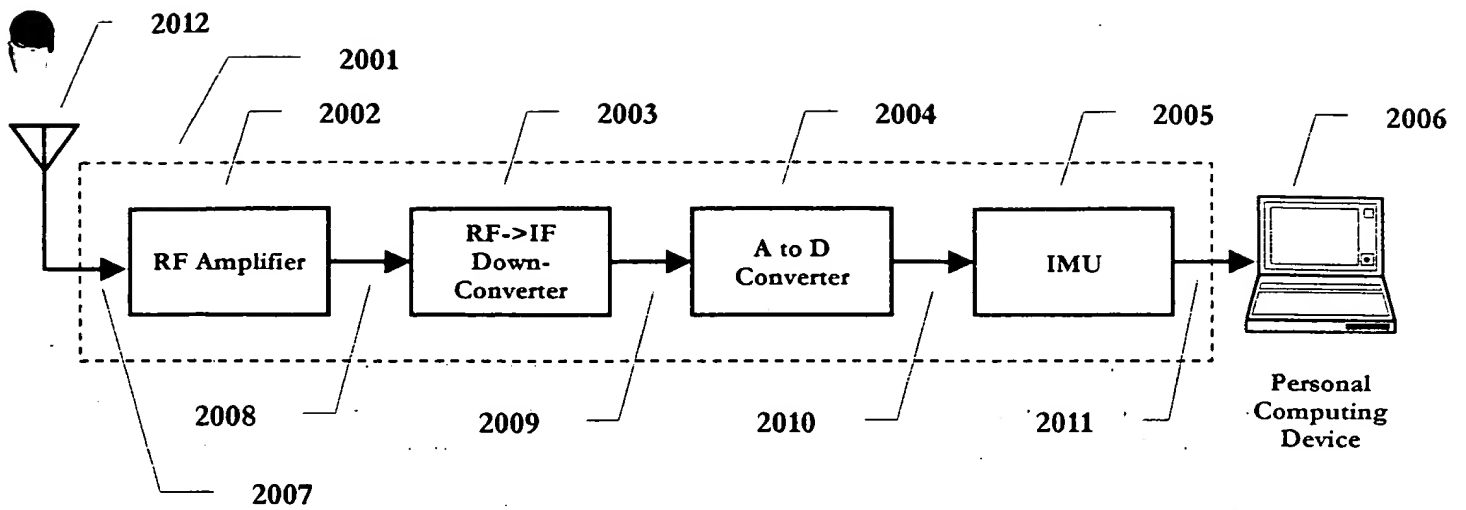 2012
2001
2002
2003
2004
2005
2006
RF Amplifier
RF->IF
Down-
Converter
A to D
Converter
IMU
Personal
Computing
Device
2008
2009
2010
2011
2007